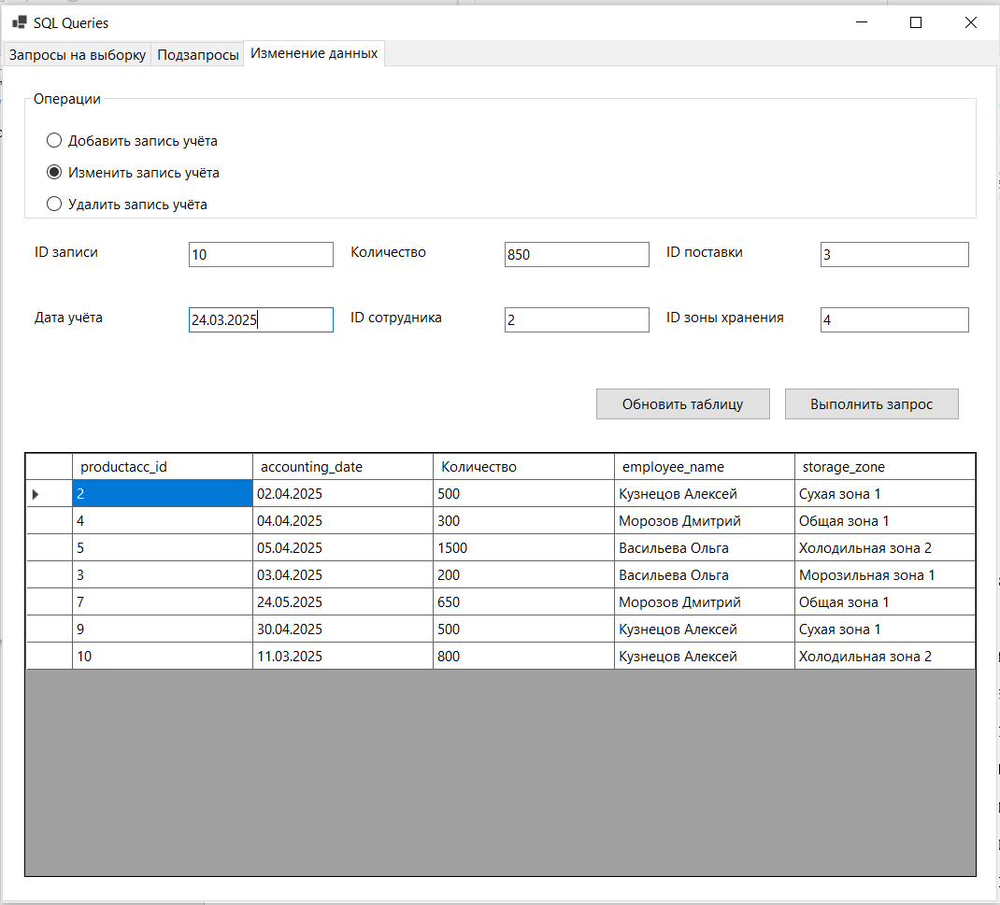 SQL Queries
Запросы на выборку Подзапросы Изменение данных
Операции
Добавить запись учёта
Изменить запись учёта
Удалить запись учёта
ID записи 10 Количество 850 ID поставки 3
Дата учёта 24.03.2025 ID сотрудника 2 ID зоны хранения 4
Обновить таблицу Выполнить запрос
productacc_id accounting_date Количество employee_name storage_zone
2 02.04.2025 500 Кузнецов Алексей Сухая зона 1
4 04.04.2025 300 Морозов Дмитрий Общая зона 1
5 05.04.2025 1500 Васильева Ольга Холодильная зона 2
3 03.04.2025 200 Васильева Ольга Морозильная зона 1
7 24.05.2025 650 Морозов Дмитрий Общая зона 1
9 30.04.2025 500 Кузнецов Алексей Сухая зона 1
10 11.03.2025 800 Кузнецов Алексей Холодильная зона 2